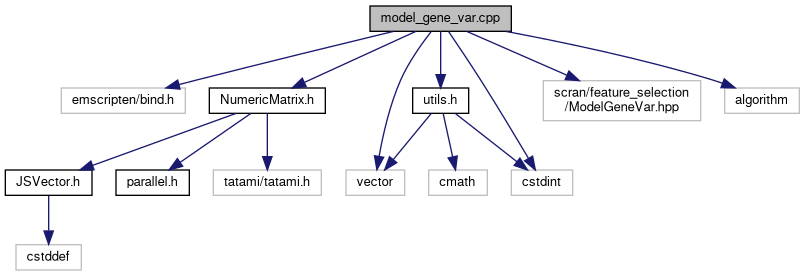 model_gene_var.cpp
emscripten/bind.h
NumericMatrix.h
utils.h
scran/feature_selection
/ModelGeneVar.hpp
algorithm
JSVector.h
parallel.h
tatami/tatami.h
vector
cmath
cstdint
cstddef